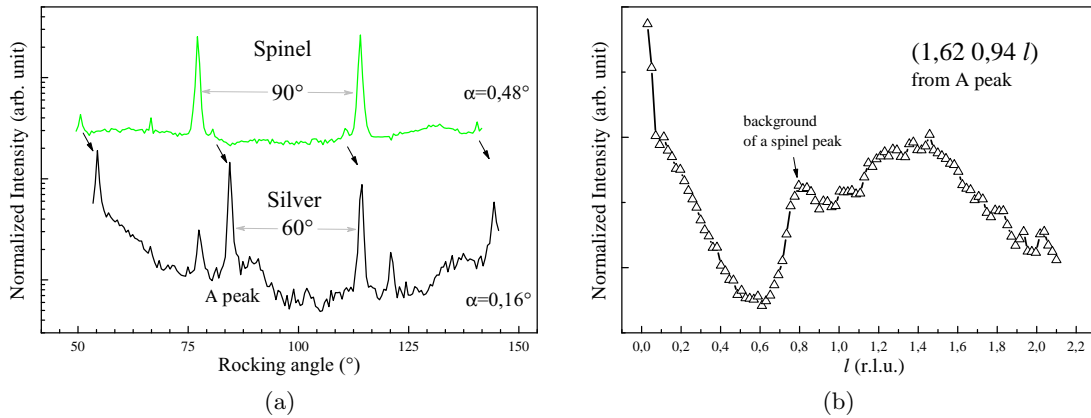 Normalized Intensity (arb. unit)
Spinel
90°
α=0,48°
Silver
60°
A peak
α=0,16°
50 75 100 125 150
Rocking angle (°)
(a)
Normalized Intensity (arb. unit)
(1,62 0,94 l)
from A peak
background
of a spinel peak
0,0 0,2 0,4 0,6 0,8 1,0 1,2 1,4 1,6 1,8 2,0 2,2
l (r.l.u.)
(b)